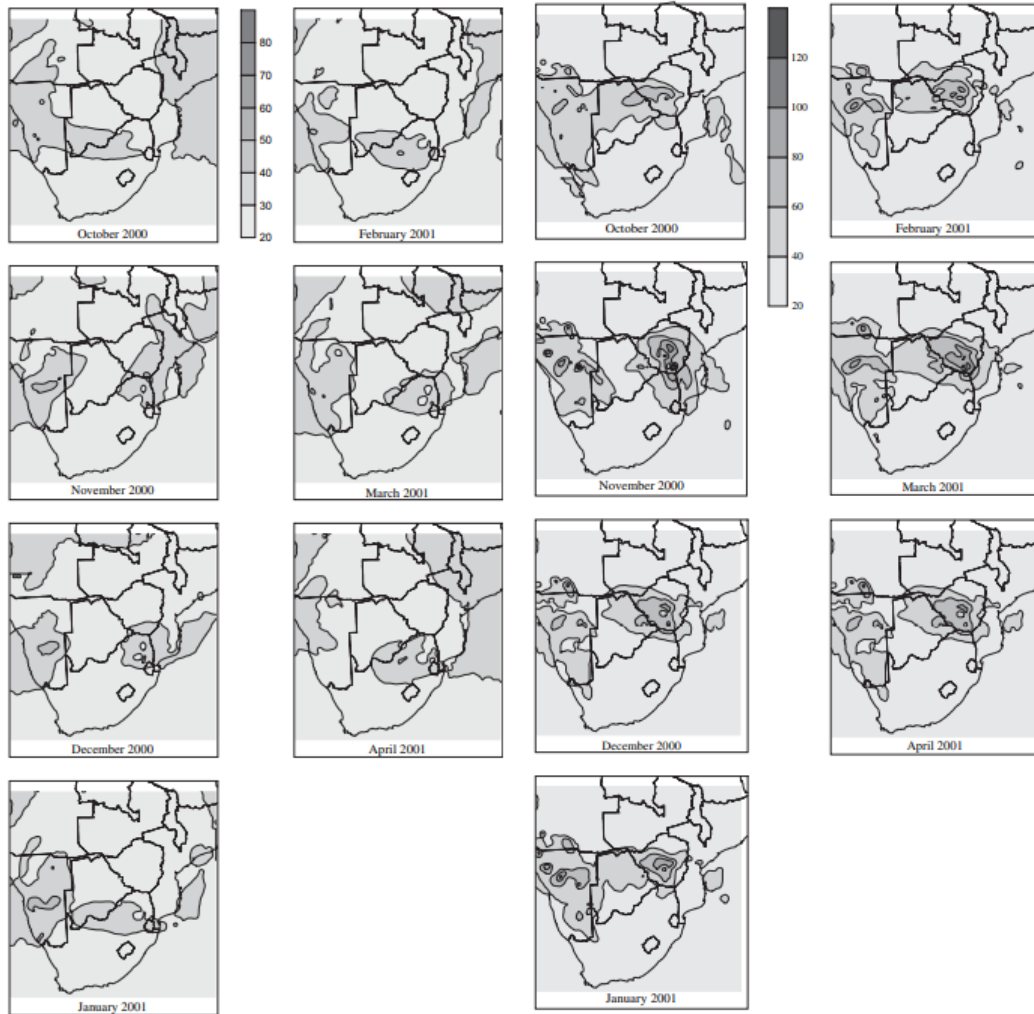 90
80
70
60
50
40
30
20
October 2000
February 2001
120
100
80
60
40
20
October 2000
February 2001
November 2000
March 2001
November 2000
March 2001
December 2000
April 2001
December 2000
April 2001
January 2001
January 2001